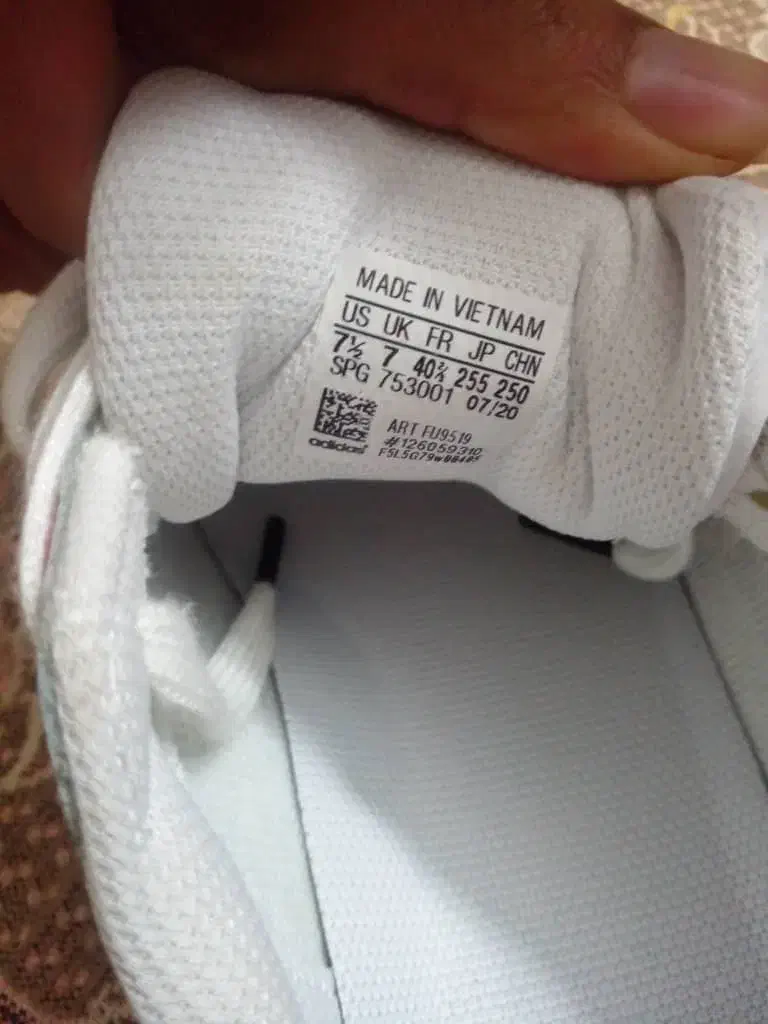 MADE IN VIETNAM
US UK FR JP CHN
7½ 7 40⅔ 255 250
SPG 753001 07/20
ART FU9519
#126059310
adidas